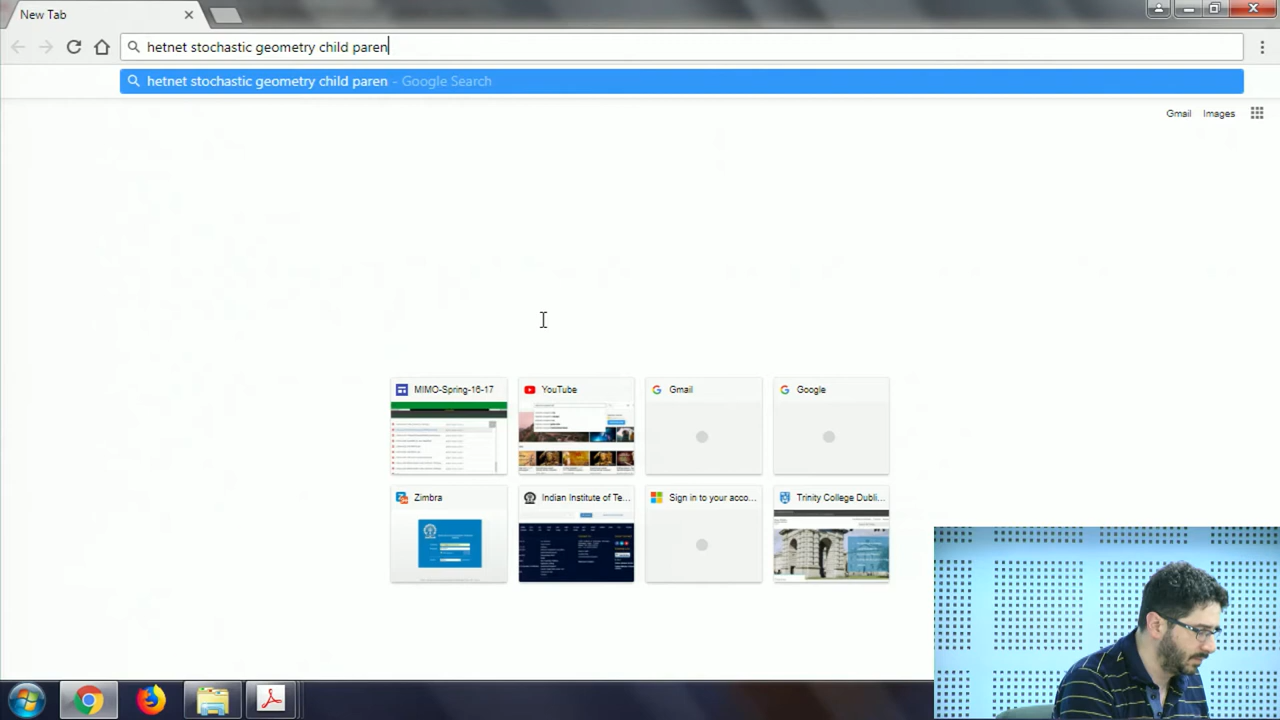 New Tab
hetnet stochastic geometry child paren
hetnet stochastic geometry child paren - Google Search
Gmail Images
MIMO-Spring-16-17 YouTube Gmail Google
Zimbra Indian Institute of Te... Sign in to your acco... Trinity College Dubli...